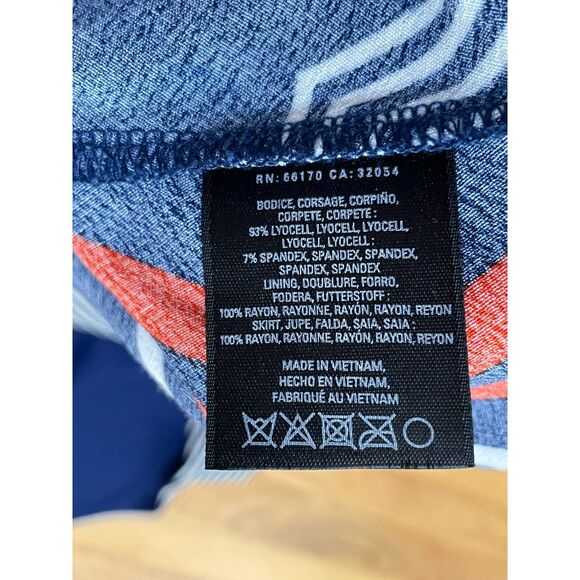 RN: 66170 CA: 32054
BODICE, CORSAGE, CORPIÑO,
CORPETE, CORPETE :
93% LYOCELL, LYOCELL, LYOCELL,
LYOCELL, LYOCELL :
7% SPANDEX, SPANDEX, SPANDEX,
SPANDEX, SPANDEX
LINING, DOUBLURE, FORRO,
FODERA, FUTTERSTOFF :
100% RAYON, RAYONNE, RAYÓN, RAYON, REYON
SKIRT, JUPE, FALDA, SAIA, SAIA :
100% RAYON, RAYONNE, RAYÓN, RAYON, REYON
MADE IN VIETNAM,
HECHO EN VIETNAM,
FABRIQUÉ AU VIETNAM